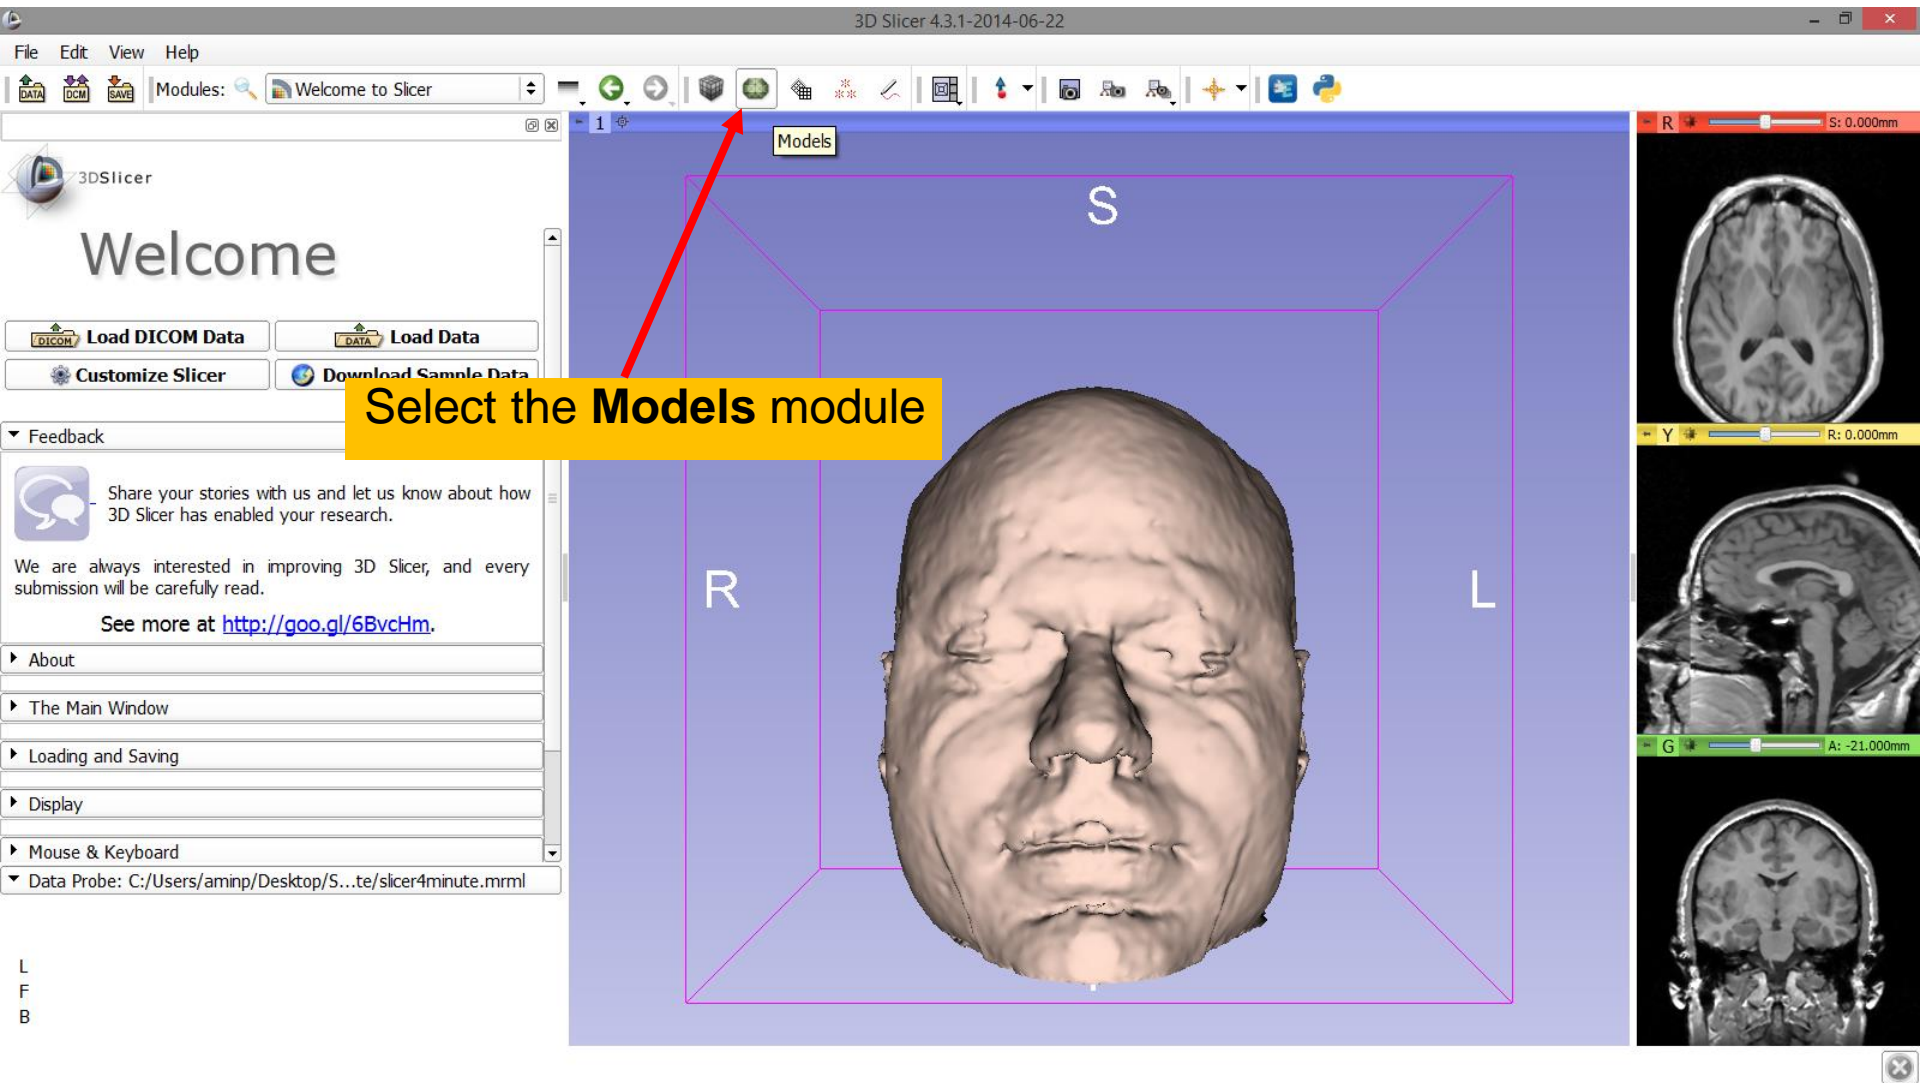 3D Slicer 4.3.1-2014-06-22
File Edit View Help
DATA DCM SAVE Modules: Welcome to Slicer
1
Models
R S: 0.000mm
3DSlicer
S
Welcome
Load DICOM Data
DICOM
Load Data
DATA
Customize Slicer
Download Sample Data
Select the Models module
Feedback
Y R: 0.000mm
Share your stories with us and let us know about how
3D Slicer has enabled your research.
We are always interested in improving 3D Slicer, and every
submission will be carefully read.
R L
See more at http://goo.gl/6BvcHm.
About
The Main Window
Loading and Saving
G A: -21.000mm
Display
Mouse & Keyboard
Data Probe: C:/Users/aminp/Desktop/S...te/slicer4minute.mrml
L
F
B